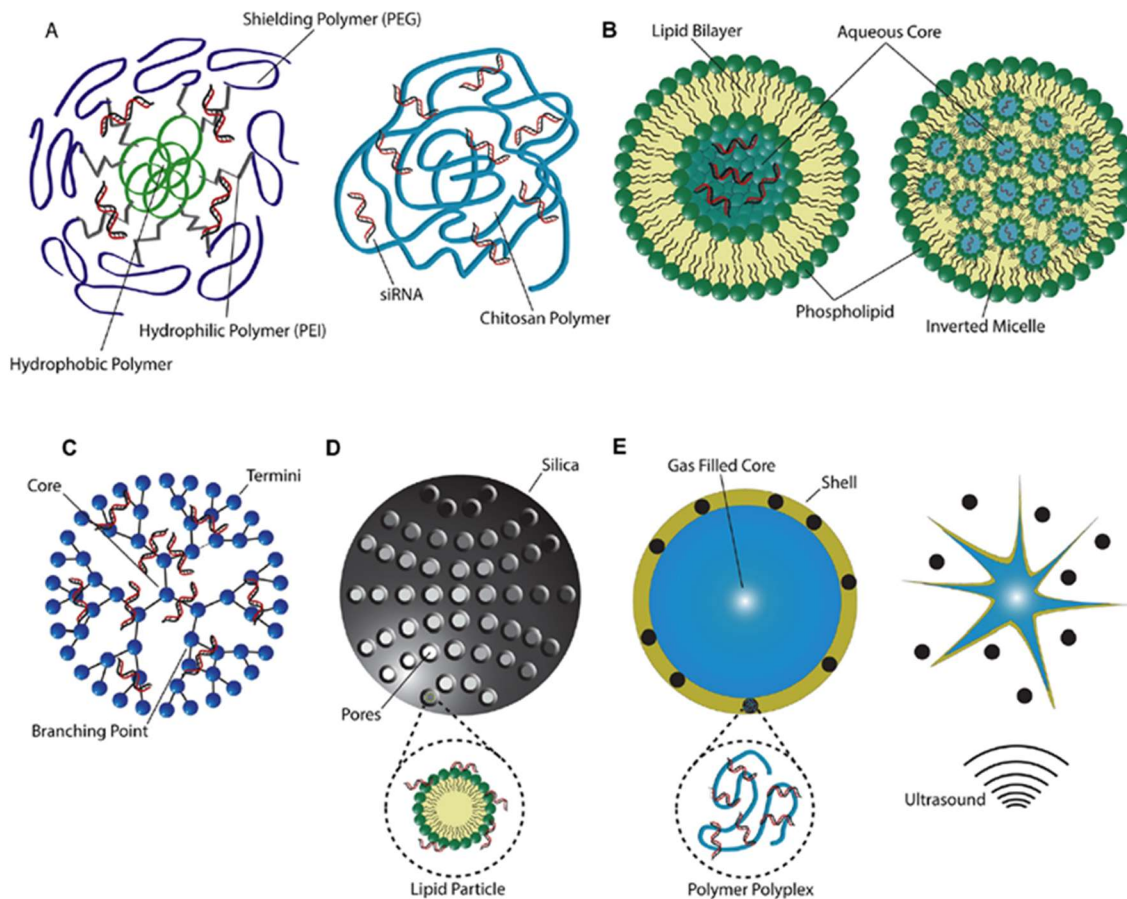 A
Shielding Polymer (PEG)
siRNA
Chitosan Polymer
Hydrophilic Polymer (PEI)
Hydrophobic Polymer
B
Lipid Bilayer
Aqueous Core
Phospholipid
Inverted Micelle
C
Core
Termini
Branching Point
D
Silica
Pores
Lipid Particle
E
Gas Filled Core
Shell
Polymer Polyplex
Ultrasound